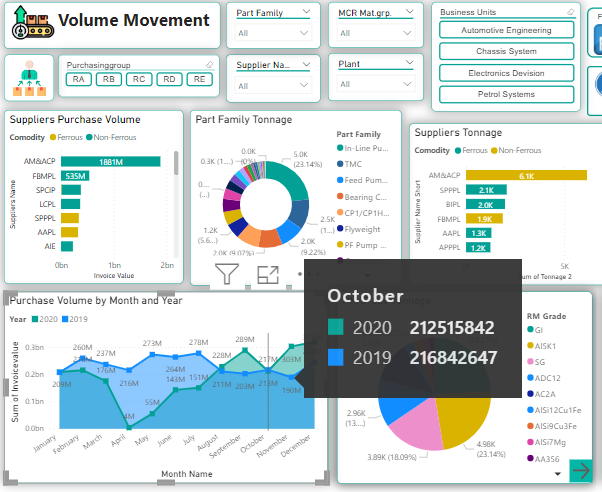 Volume Movement
Part Family
All
MCR Mat.grp.
All
Business Units
Automotive Engineering
Chassis System
Electronics Devision
Petrol Systems
Purchasinggroup
RA RB RC RD RE
Supplier Na...
All
Plant
All
Suppliers Purchase Volume
Comodity Ferrous Non-Ferrous
Suppliers Name
AM&ACP 1881M
FBMPL 535M
SPCIP
LCPL
SPPPL
AAPL
AIE
0bn 1bn 2bn
Invoice Value
Part Family Tonnage
0.0K
(0%)
0.3K (1....)
0....
(...)
1.2K
(5.6...)
2.0K (9.07%)
5.0K
(23.14%)
2.5K
(1...
2.0K
(9.22%)
Part Family
In-Line Pu...
TMC
Feed Pum...
Bearing C...
CP1/CP1H...
Flyweight
PF Pump ...
Suppliers Tonnage
Comodity Ferrous Non-Ferrous
Supplier Name Short
AM&ACP 6.1K
SPPPL 2.1K
BIPL 2.0K
FBMPL 1.9K
AAPL 1.3K
APPPL 1.2K
5K
um of Tonnage 2
Purchase Volume by Month and Year
Year 2020 2019
Sum of Invoicevalue
0.3bn
0.2bn
0.1bn
0.0bn
209M
260M
237M
176M
216M
4M
273M
55M
264M
143M
278M
151M
228M
211M
289M
203M
217M
213M
303M
190M
January
February
March
April
May
June
July
August
September
October
November
December
Month Name
October
2020 212515842
2019 216842647
nage
2.96K
(13....)
3.89K (18.09%)
4.98K
(23.14%)
RM Grade
GI
AISK1
SG
ADC12
AC2A
AlSi12Cu1Fe
AlSi9Cu3Fe
AlSi7Mg
AA356